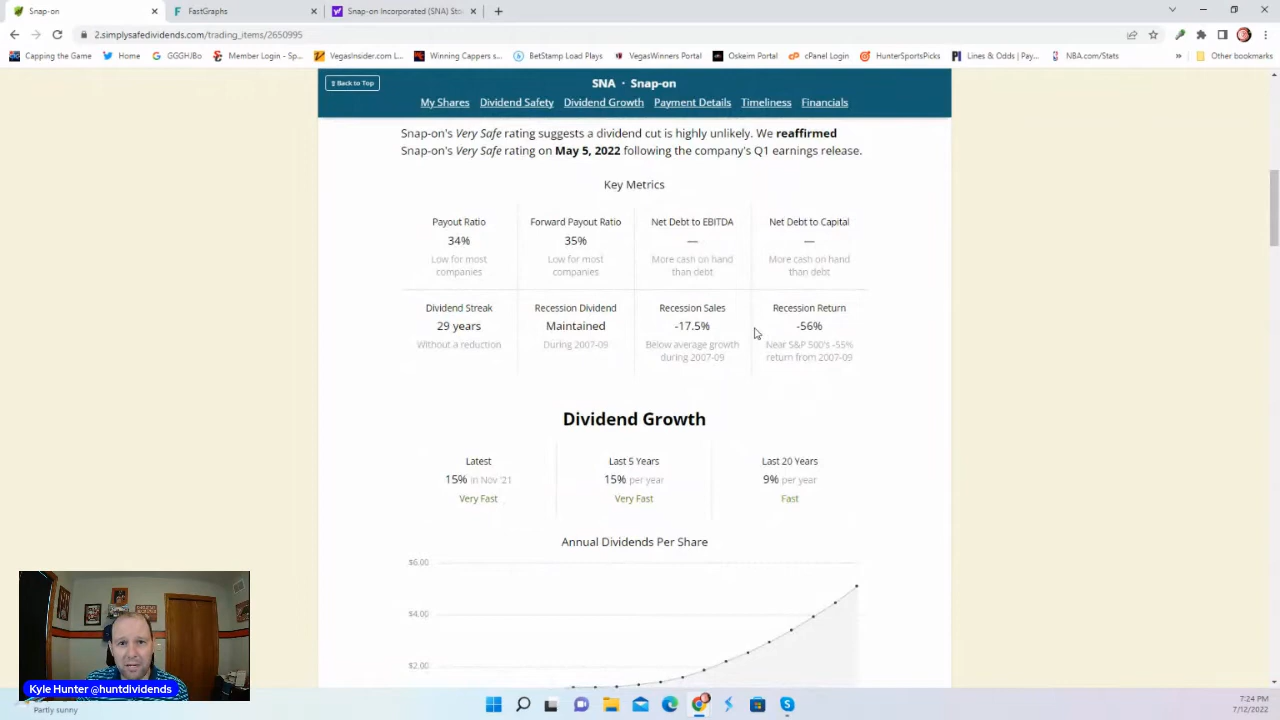 Snap-on
FastGraphs
Snap-on Incorporated (SNA) Sto
2.simplysafedividends.com/trading_items/2650995
Capping the Game
Home
GGGH/JBo
Member Login - Sp...
VegasInsider.com L...
Winning Cappers s...
BetStamp Load Plays
VegasWinners Portal
Oskeim Portal
cPanel Login
HunterSportsPicks
Lines & Odds | Pay...
NBA.com/Stats
»
Other bookmarks
Back to Top
SNA · Snap-on
My Shares Dividend Safety Dividend Growth Payment Details Timeliness Financials
Snap-on's Very Safe rating suggests a dividend cut is highly unlikely. We reaffirmed
Snap-on's Very Safe rating on May 5, 2022 following the company's Q1 earnings release.
Key Metrics
Payout Ratio
34%
Low for most
companies
Forward Payout Ratio
35%
Low for most
companies
Net Debt to EBITDA
—
More cash on hand
than debt
Net Debt to Capital
—
More cash on hand
than debt
Dividend Streak
29 years
Without a reduction
Recession Dividend
Maintained
During 2007-09
Recession Sales
-17.5%
Below average growth
during 2007-09
Recession Return
-56%
Near S&P 500's -55%
return from 2007-09
Dividend Growth
Latest
15% in Nov '21
Very Fast
Last 5 Years
15% per year
Very Fast
Last 20 Years
9% per year
Fast
Annual Dividends Per Share
$6.00
$4.00
$2.00
Kyle Hunter @huntdividends
Partly sunny
7:24 PM
7/12/2022